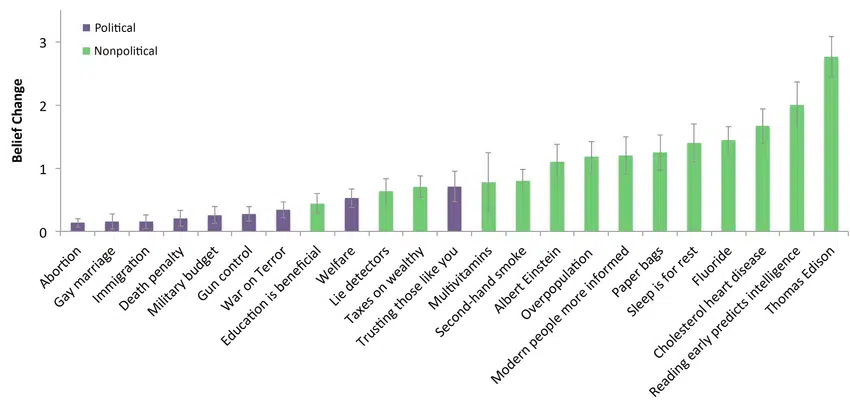 Political
Nonpolitical
Belief Change
3
2
1
0
Abortion
Gay marriage
Immigration
Death penalty
Military budget
Gun control
War on Terror
Education is beneficial
Welfare
Lie detectors
Taxes on wealthy
Trusting those like you
Multivitamins
Second-hand smoke
Albert Einstein
Overpopulation
Modern people more informed
Paper bags
Sleep is for rest
Fluoride
Cholesterol heart disease
Reading early predicts intelligence
Thomas Edison